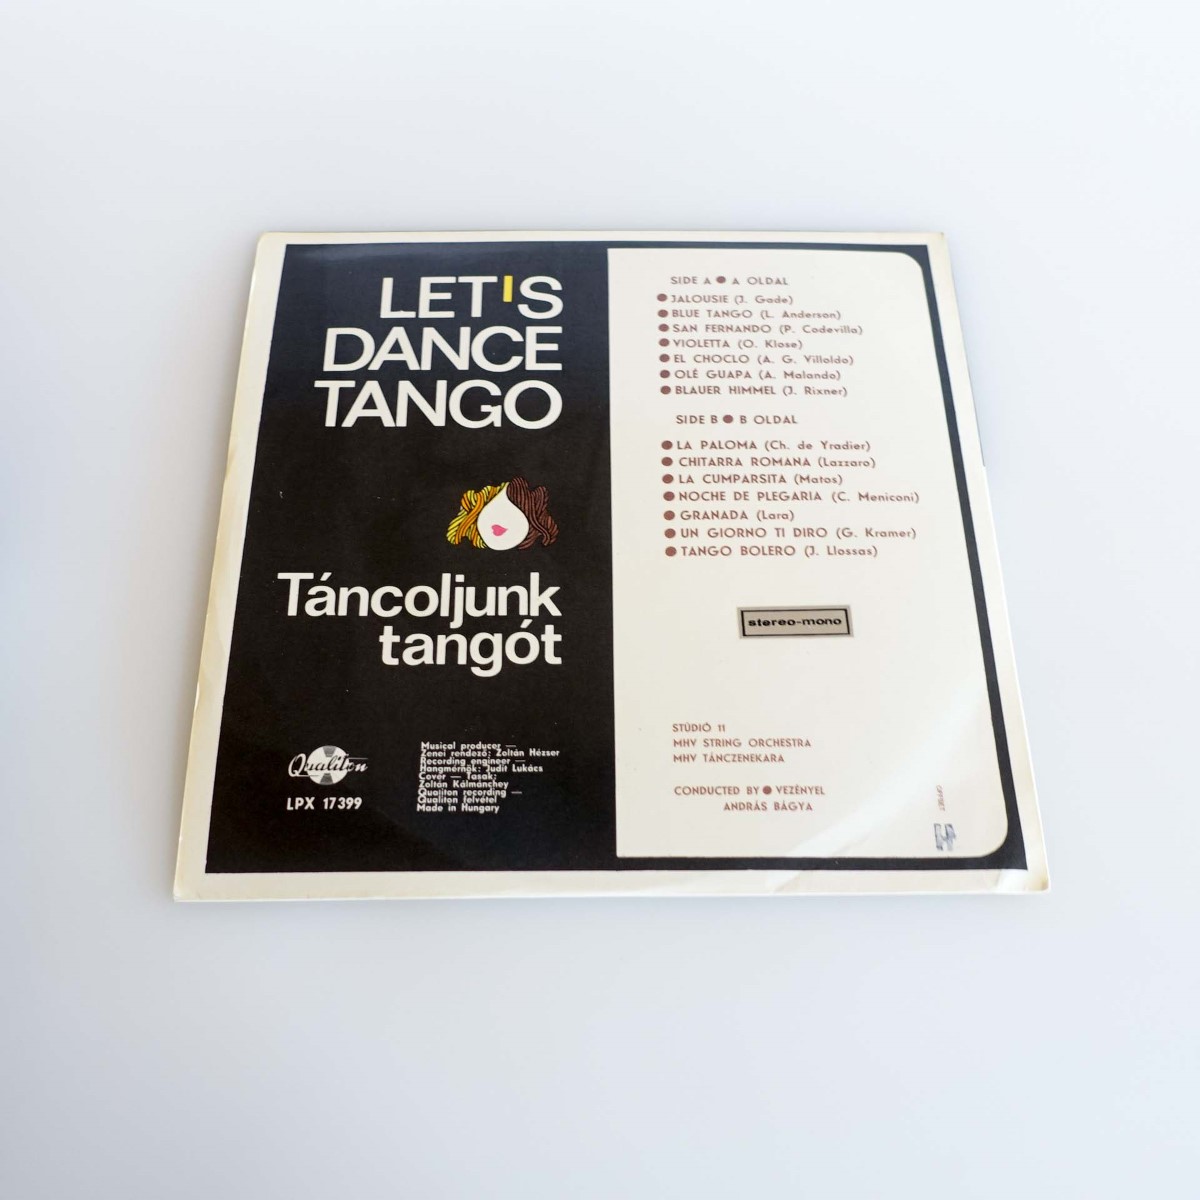 LET'S
DANCE
TANGO
Táncoljunk
tangót
Qualiton
LPX 17399
Musical producer —
Zenei rendező: Zoltán Hézser
Recording engineer —
Hangmérnök: Judit Lukács
Cover — Tasak:
Zoltán Kálmánchey
Qualiton recording —
Qualiton felvétel
Made in Hungary
SIDE A ● A OLDAL
● JALOUSIE (J. Gade)
● BLUE TANGO (L. Anderson)
● SAN FERNANDO (P. Codevilla)
● VIOLETTA (O. Klose)
● EL CHOCLO (A. G. Villoldo)
● OLÉ GUAPA (A. Malando)
● BLAUER HIMMEL (J. Rixner)
SIDE B ● B OLDAL
● LA PALOMA (Ch. de Yradier)
● CHITARRA ROMANA (Lazzaro)
● LA CUMPARSITA (Matos)
● NOCHE DE PLEGARIA (C. Meniconi)
● GRANADA (Lara)
● UN GIORNO TI DIRO (G. Kramer)
● TANGO BOLERO (J. Llossas)
stereo-mono
STÚDIÓ 11
MHV STRING ORCHESTRA
MHV TÁNCZENEKARA
CONDUCTED BY ● VEZÉNYEL
ANDRÁS BÁGYA
OFFSET